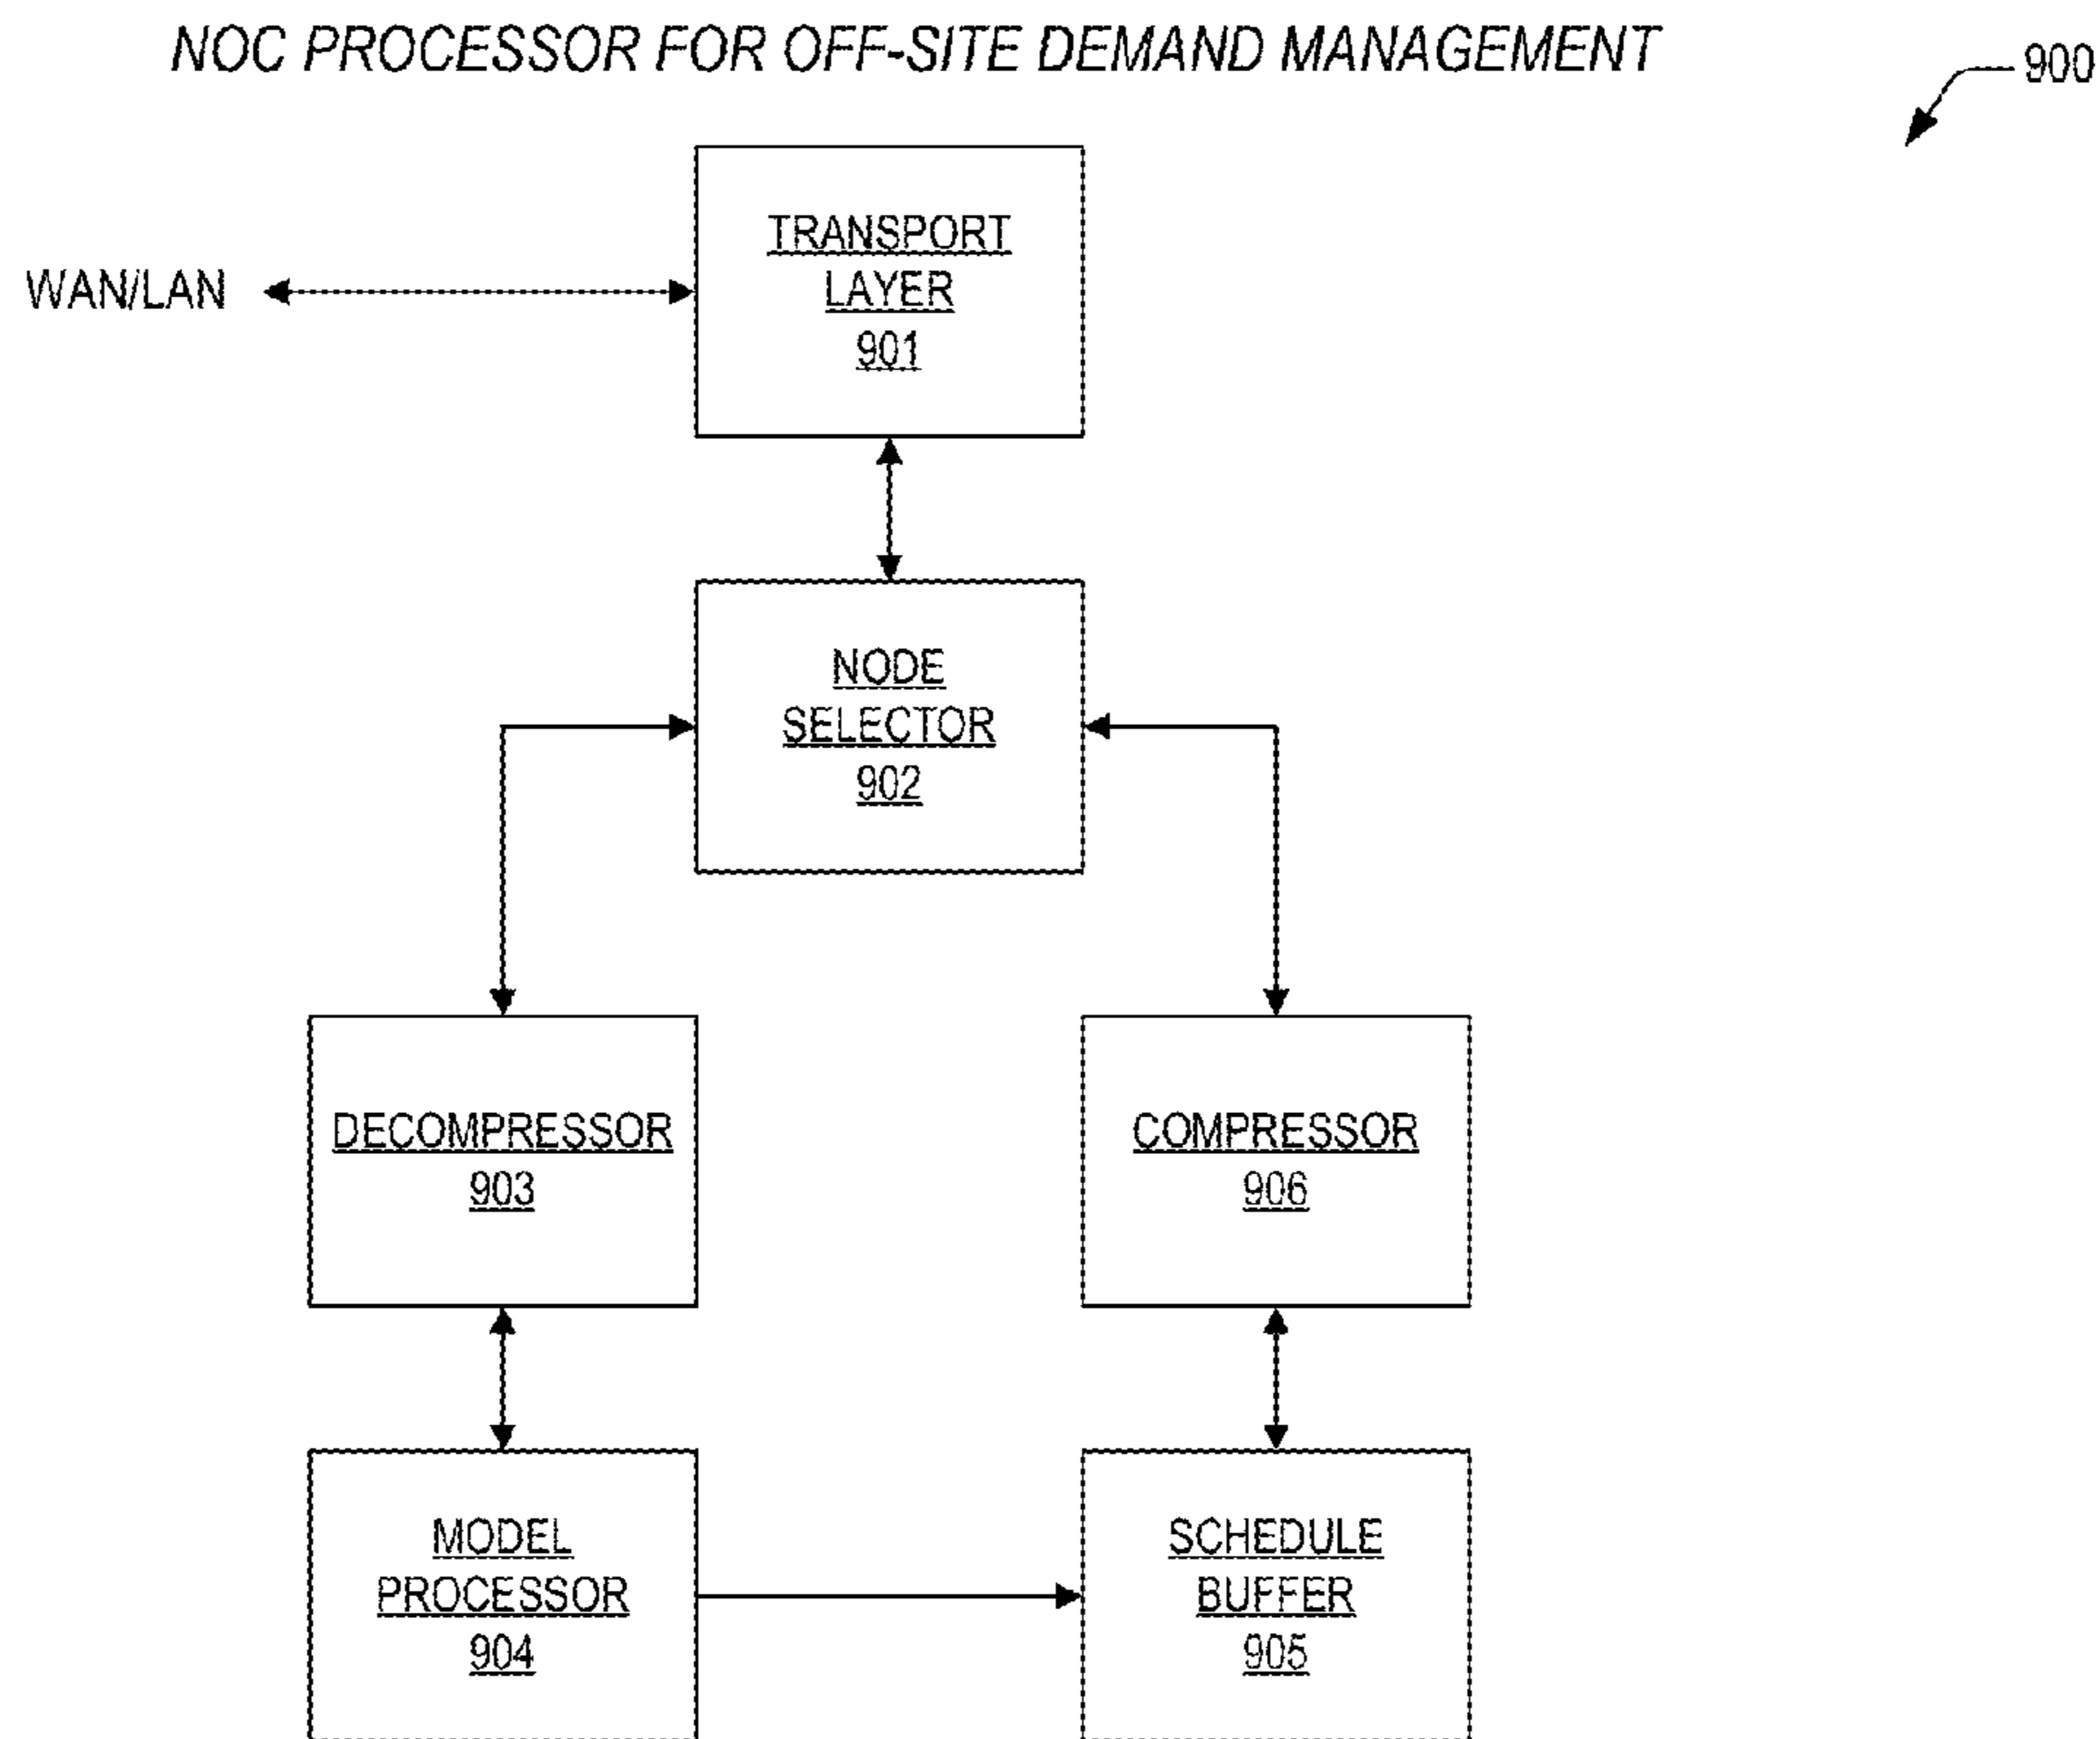 NOC PROCESSOR FOR OFF-SITE DEMAND MANAGEMENT
900
TRANSPORT
LAYER
901
WAN/LAN
NODE
SELECTOR
902
DECOMPRESSOR
903
COMPRESSOR
906
MODEL
PROCESSOR
904
SCHEDULE
BUFFER
905